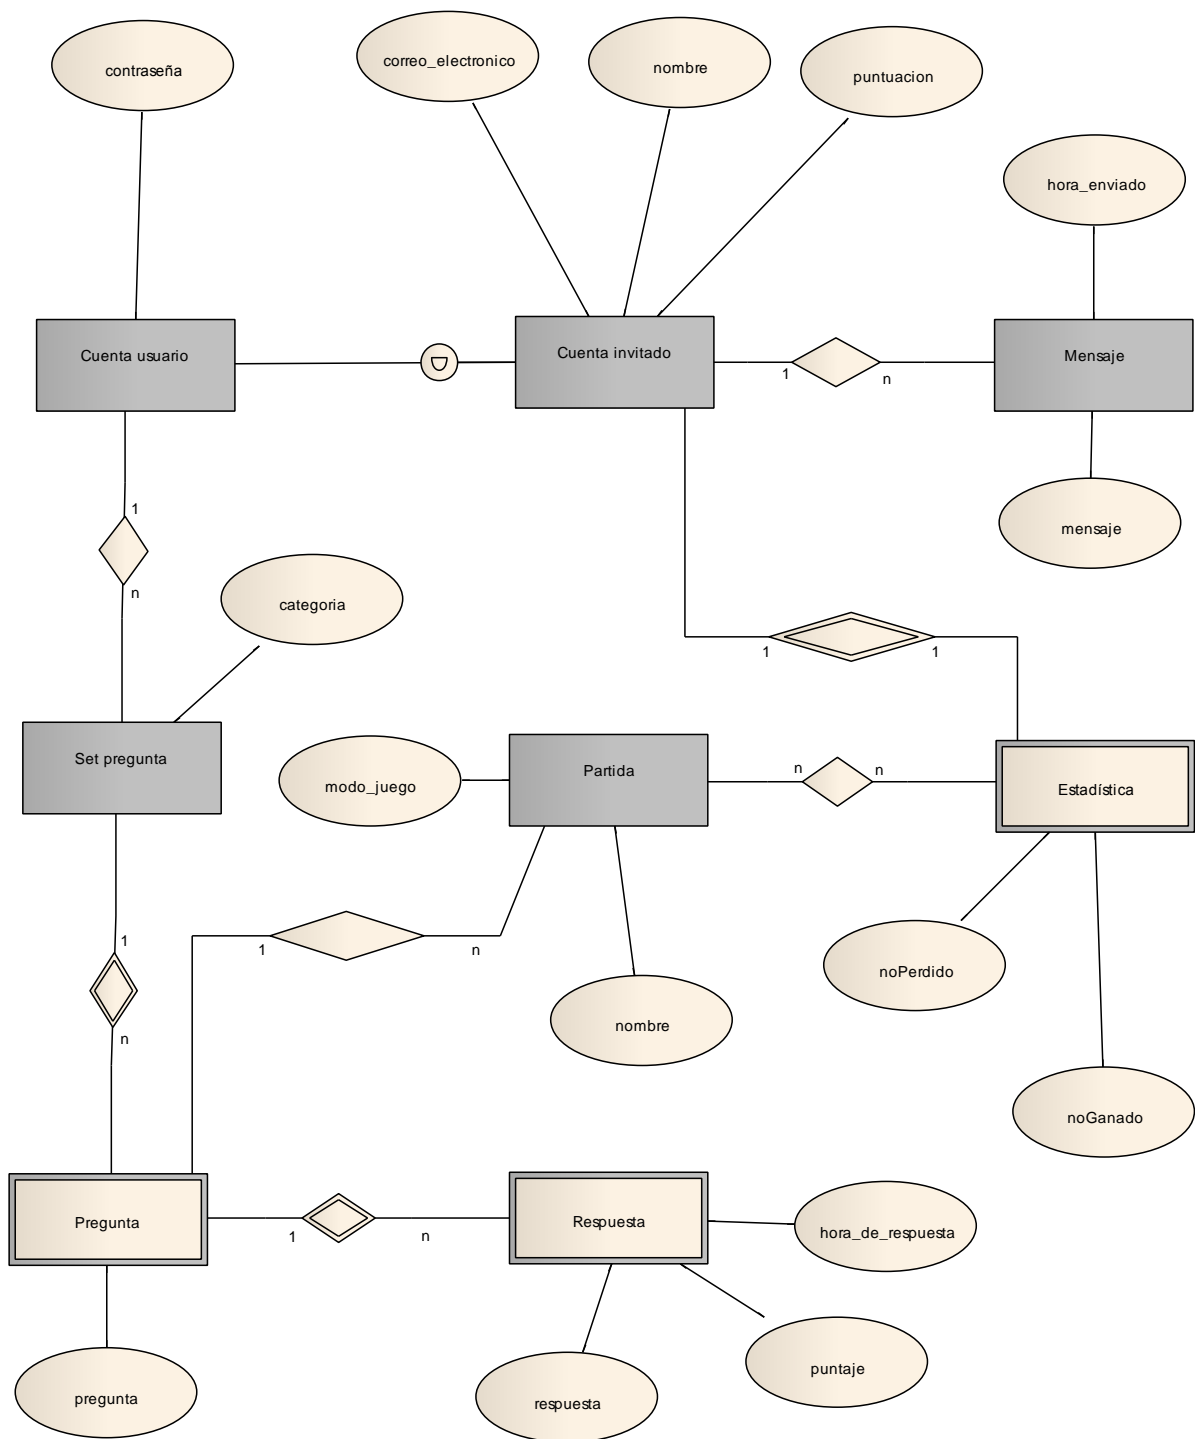 contraseña
correo_electronico
nombre
puntuacion
hora_enviado
Cuenta usuario
Cuenta invitado
Mensaje
1
n
mensaje
1
n
categoria
1
1
Set pregunta
modo_juego
Partida
n
n
Estadística
1
n
1
n
noPerdido
nombre
noGanado
Pregunta
1
n
Respuesta
hora_de_respuesta
pregunta
respuesta
puntaje